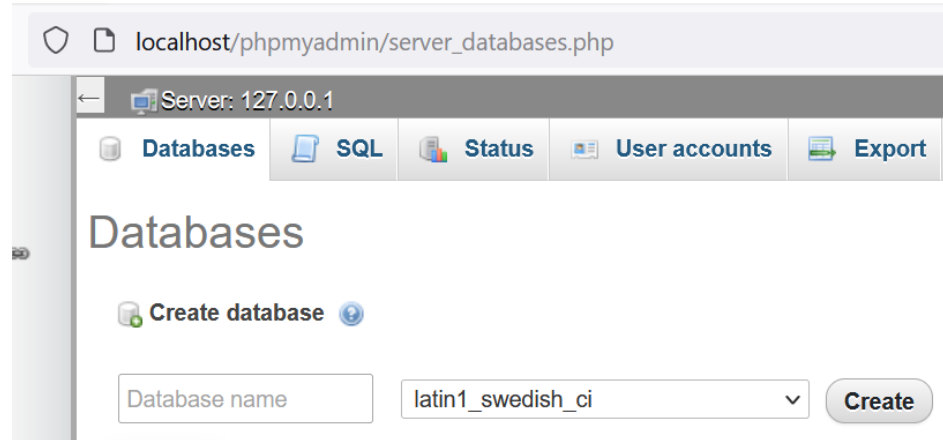 localhost/phpmyadmin/server_databases.php
← Server: 127.0.0.1
Databases SQL Status User accounts Export
Databases
Create database
Database name latin1_swedish_ci Create